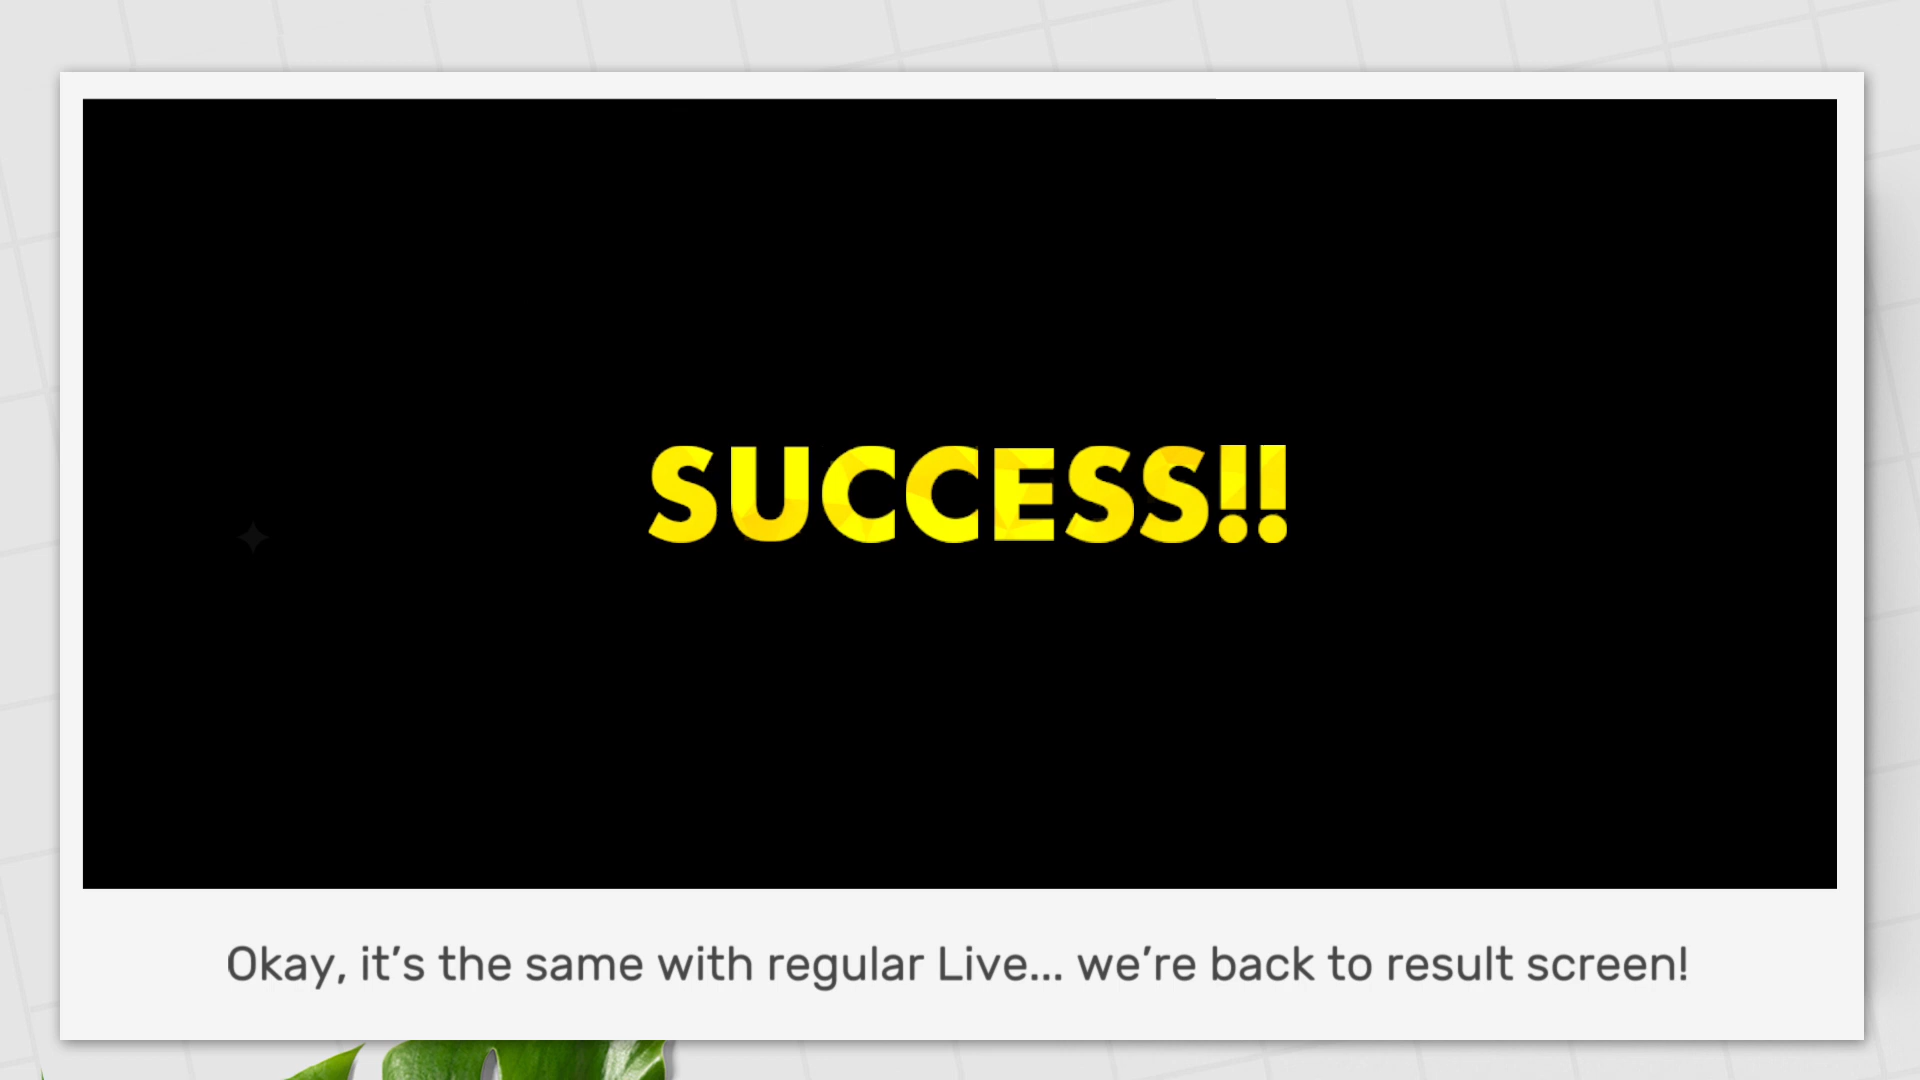 SUCCESS!!
Okay, it’s the same with regular Live... we’re back to result screen!